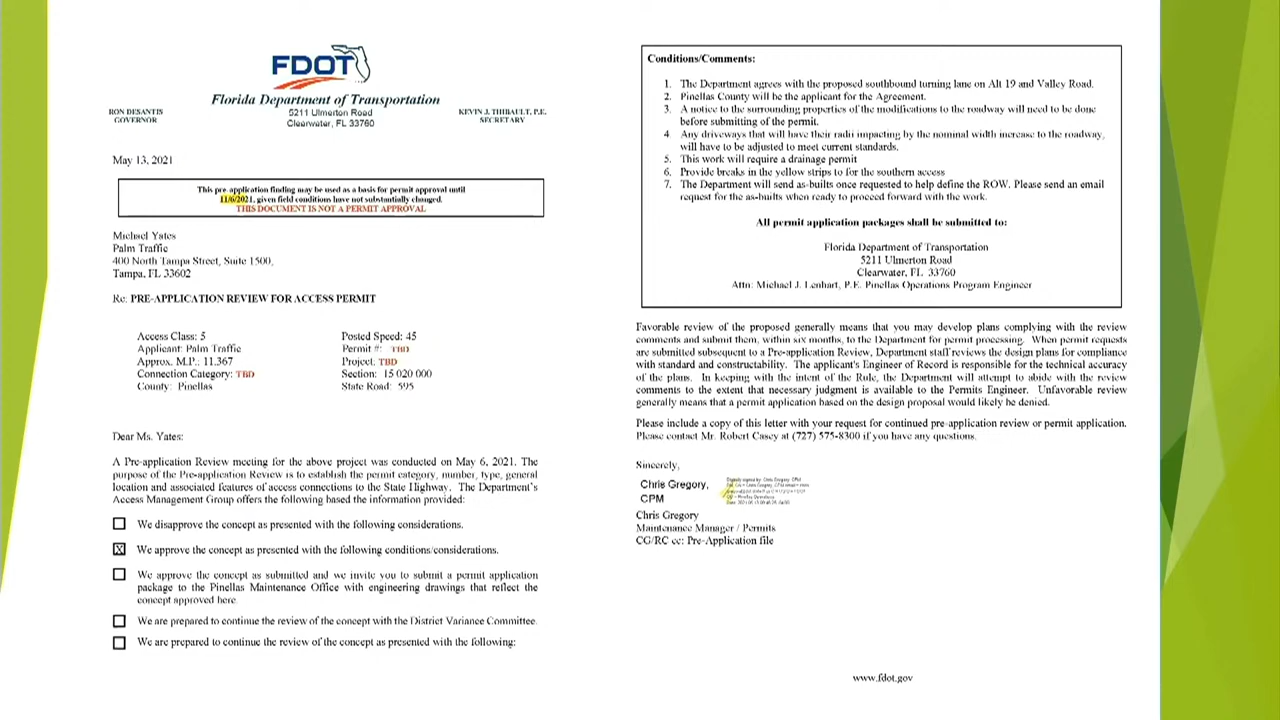 FDOT
Florida Department of Transportation
RON DESANTIS
GOVERNOR
5211 Ulmerton Road
Clearwater, FL 33760
KEVIN J. THIBAULT, P.E.
SECRETARY
May 13, 2021
This pre-application finding may be used as a basis for permit approval until
11/6/2021, given field conditions have not substantially changed.
THIS DOCUMENT IS NOT A PERMIT APPROVAL
Michael Yates
Palm Traffic
400 North Tampa Street, Suite 1500,
Tampa, FL 33602
Re: PRE-APPLICATION REVIEW FOR ACCESS PERMIT
Access Class: 5
Applicant: Palm Traffic
Approx. M.P.: 11.367
Connection Category: TBD
County: Pinellas
Posted Speed: 45
Permit #: TBD
Project: TBD
Section: 15 020 000
State Road: 595
Dear Ms. Yates:
A Pre-application Review meeting for the above project was conducted on May 6, 2021. The
purpose of the Pre-application Review is to establish the permit category, number, type, general
location and associated features of access connections to the State Highway. The Department's
Access Management Group offers the following based the information provided:
We disapprove the concept as presented with the following considerations.
X We approve the concept as presented with the following conditions/considerations.
We approve the concept as submitted and we invite you to submit a permit application
package to the Pinellas Maintenance Office with engineering drawings that reflect the
concept approved here.
We are prepared to continue the review of the concept with the District Variance Committee.
We are prepared to continue the review of the concept as presented with the following:
Conditions/Comments:
1. The Department agrees with the proposed southbound turning lane on Alt 19 and Valley Road.
2. Pinellas County will be the applicant for the Agreement.
3. A notice to the surrounding properties of the modifications to the roadway will need to be done
before submitting of the permit.
4. Any driveways that will have their radii impacting by the nominal width increase to the roadway,
will have to be adjusted to meet current standards.
5. This work will require a drainage permit
6. Provide breaks in the yellow strips to for the southern access
7. The Department will send as-builts once requested to help define the ROW. Please send an email
request for the as-builts when ready to proceed forward with the work.
All permit application packages shall be submitted to:
Florida Department of Transportation
5211 Ulmerton Road
Clearwater, FL 33760
Attn: Michael J. Lenhart, P.E. Pinellas Operations Program Engineer
Favorable review of the proposed generally means that you may develop plans complying with the review
comments and submit them, within six months, to the Department for permit processing. When permit requests
are submitted subsequent to a Pre-application Review, Department staff reviews the design plans for compliance
with standard and constructability. The applicant's Engineer of Record is responsible for the technical accuracy
of the plans. In keeping with the intent of the Rule, the Department will attempt to abide with the review
comments to the extent that necessary judgment is available to the Permits Engineer. Unfavorable review
generally means that a permit application based on the design proposal would likely be denied.
Please include a copy of this letter with your request for continued pre-application review or permit application.
Please contact Mr. Robert Casey at (727) 575-8300 if you have any questions.
Sincerely,
Chris Gregory,
CPM
Digitally signed by: Chris Gregory, CPM
Chris Gregory
Maintenance Manager / Permits
CG/RC cc: Pre-Application file
www.fdot.gov